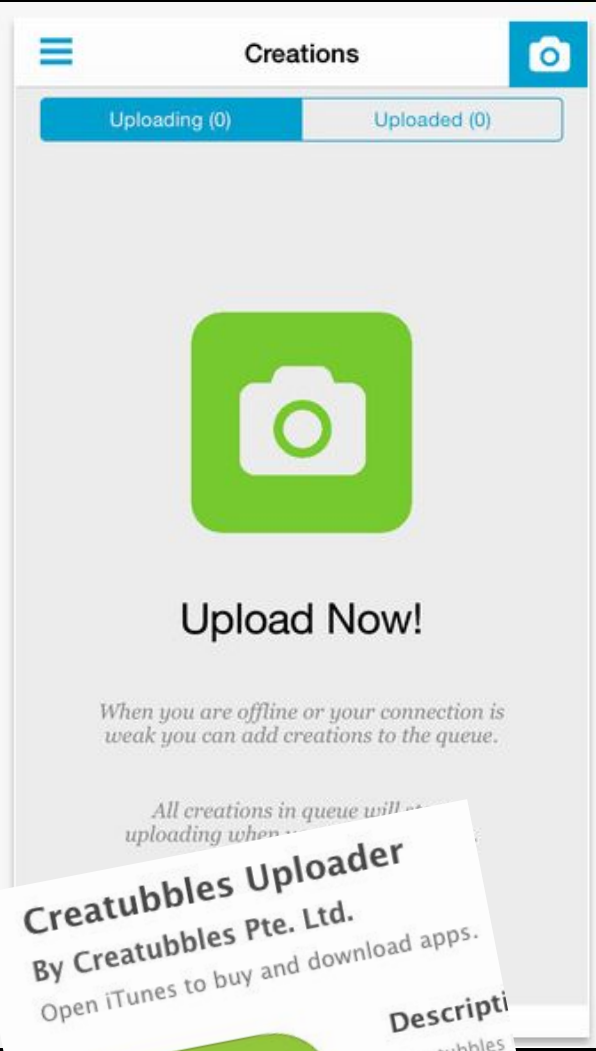 Creations
Uploading (0)
Uploaded (0)
Upload Now!
When you are offline or your connection is
weak you can add creations to the queue.
All creations in queue will
uploading when
Creatubbles Uploader
By Creatubbles Pte. Ltd.
Open iTunes to buy and download apps.